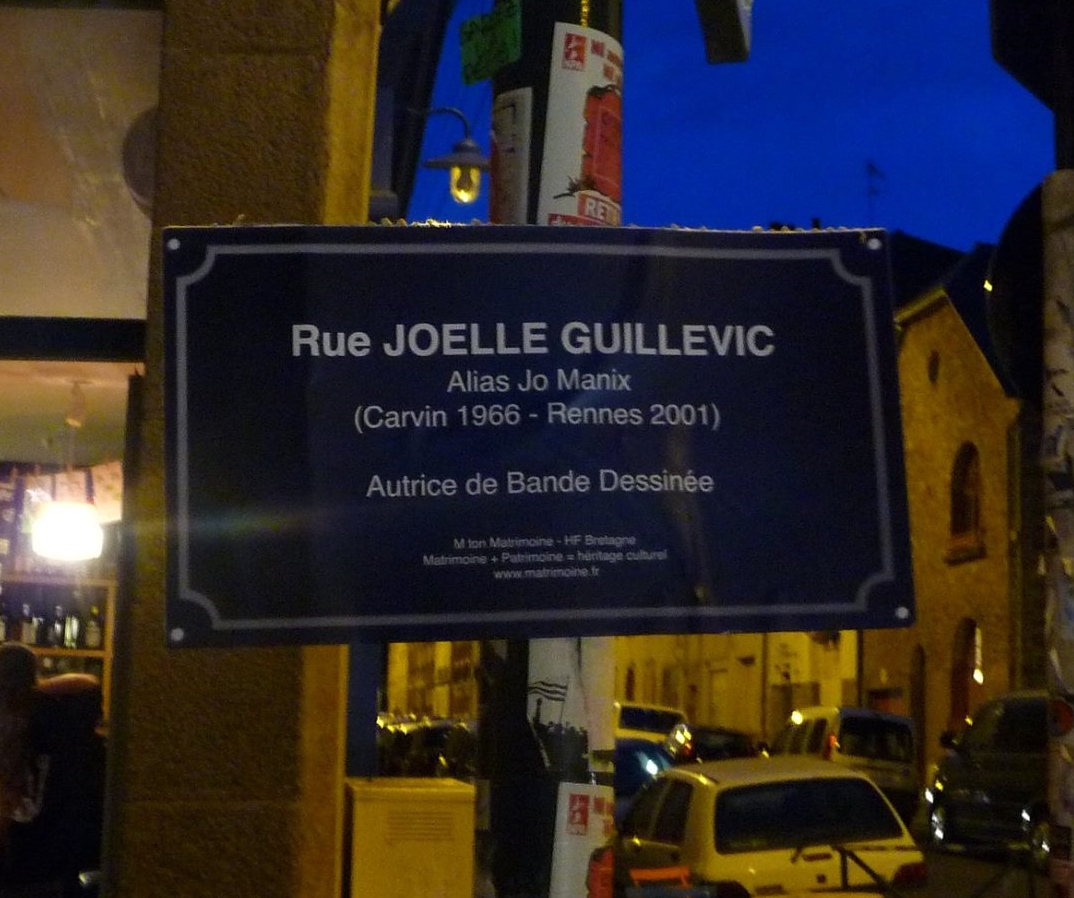 RETR
Rue JOELLE GUILLEVIC
Alias Jo Manix
(Carvin 1966 - Rennes 2001)
Autrice de Bande Dessinée
M ton Matrimoine - HF Bretagne
Matrimoine + Patrimoine = héritage culturel
www.matrimoine.fr